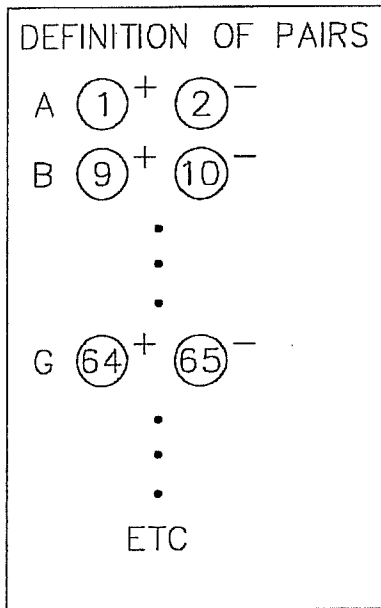 DEFINITION OF PAIRS
A 1 + 2 -
B 9 + 10 -
G 64 + 65 -
ETC